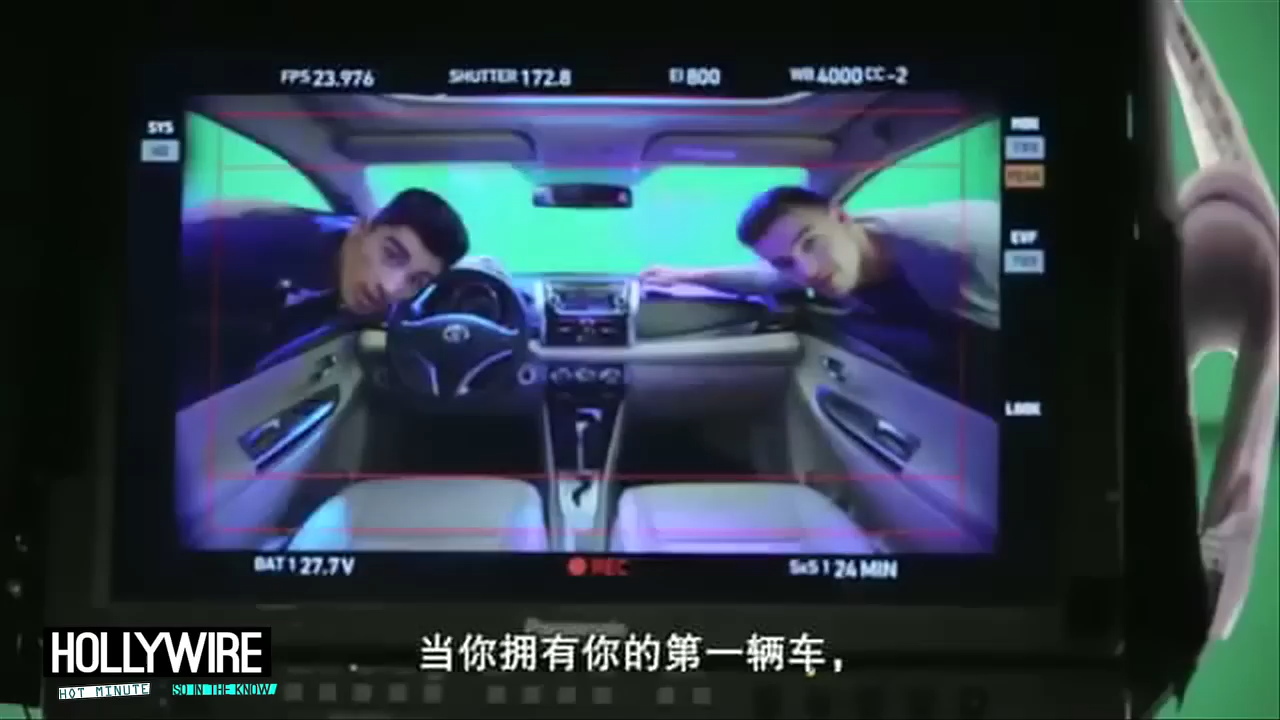 FPS 23.976 SHUTTER 172.8 EI 800 WB 4000 CC -2
SYS
EVF
LOOK
BAT 1 27.7 V REC SxS 1 24 MIN
Panasonic
当你拥有你的第一辆车，
HOLLYWIRE
HOT MINUTE SO IN THE KNOW